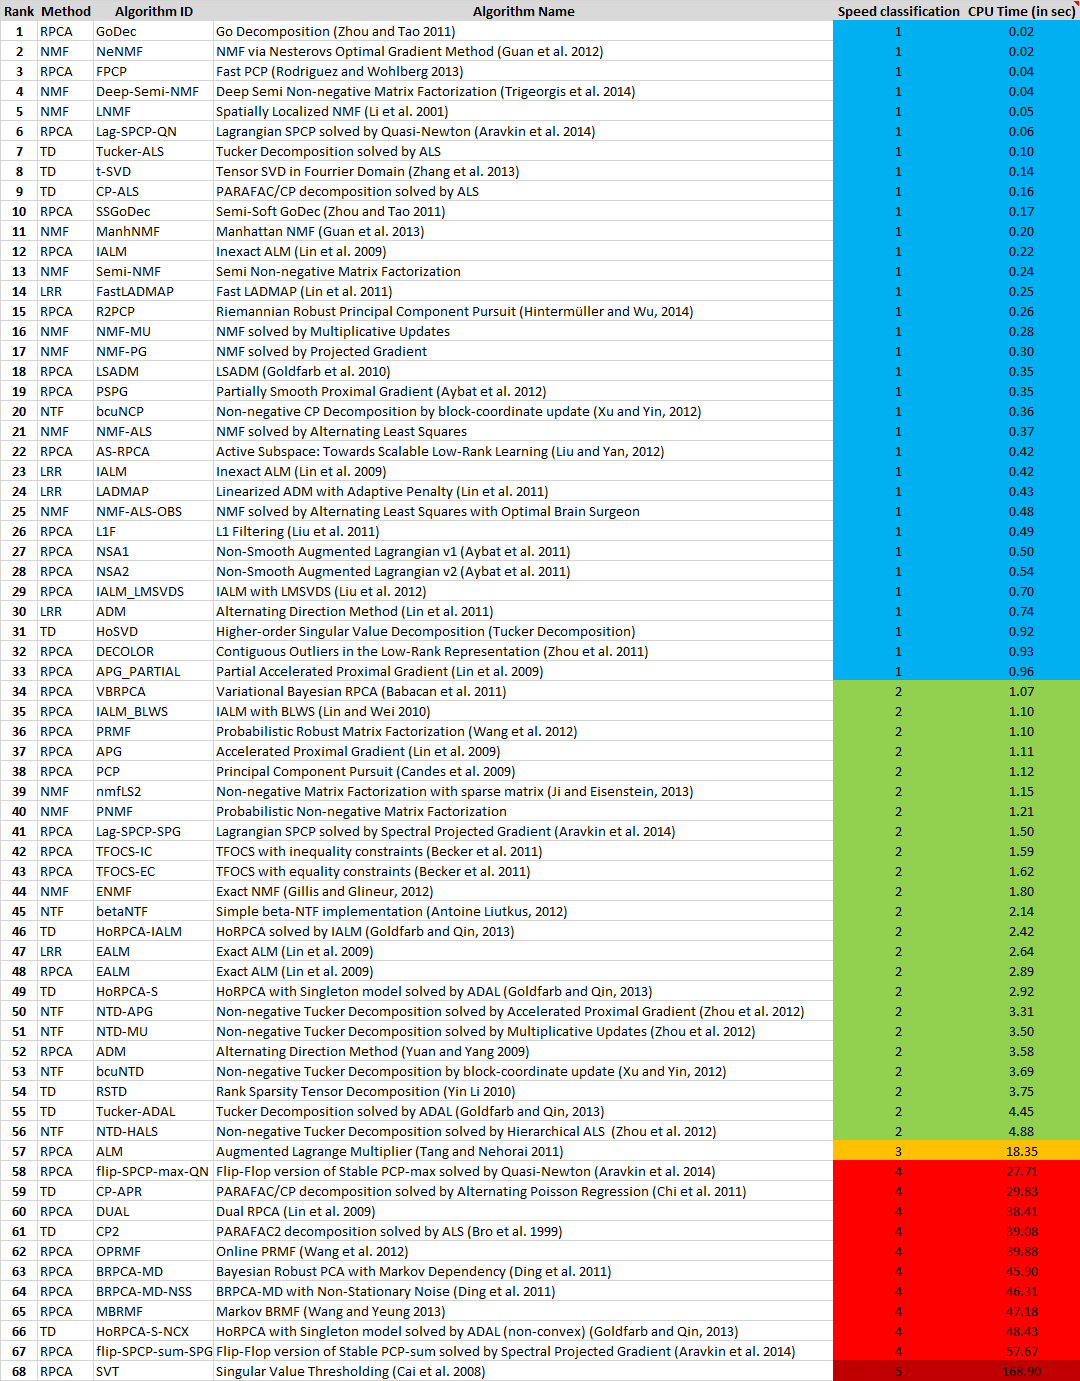 Rank Method Algorithm ID Algorithm Name Speed classification CPU Time (in sec)
1 RPCA GoDec Go Decomposition (Zhou and Tao 2011) 1 0.02
2 NMF NeNMF NMF via Nesterovs Optimal Gradient Method (Guan et al. 2012) 1 0.02
3 RPCA FPCP Fast PCP (Rodriguez and Wohlberg 2013) 1 0.04
4 NMF Deep-Semi-NMF Deep Semi Non-negative Matrix Factorization (Trigeorgis et al. 2014) 1 0.04
5 NMF LNMF Spatially Localized NMF (Li et al. 2001) 1 0.05
6 RPCA Lag-SPCP-QN Lagrangian SPCP solved by Quasi-Newton (Aravkin et al. 2014) 1 0.06
7 TD Tucker-ALS Tucker Decomposition solved by ALS 1 0.10
8 TD t-SVD Tensor SVD in Fourrier Domain (Zhang et al. 2013) 1 0.14
9 TD CP-ALS PARAFAC/CP decomposition solved by ALS 1 0.16
10 RPCA SSGoDec Semi-Soft GoDec (Zhou and Tao 2011) 1 0.17
11 NMF ManhNMF Manhattan NMF (Guan et al. 2013) 1 0.20
12 RPCA IALM Inexact ALM (Lin et al. 2009) 1 0.22
13 NMF Semi-NMF Semi Non-negative Matrix Factorization 1 0.24
14 LRR FastLADMAP Fast LADMAP (Lin et al. 2011) 1 0.25
15 RPCA R2PCP Riemannian Robust Principal Component Pursuit (Hintermüller and Wu, 2014) 1 0.26
16 NMF NMF-MU NMF solved by Multiplicative Updates 1 0.28
17 NMF NMF-PG NMF solved by Projected Gradient 1 0.30
18 RPCA LSADM LSADM (Goldfarb et al. 2010) 1 0.35
19 RPCA PSPG Partially Smooth Proximal Gradient (Aybat et al. 2012) 1 0.35
20 NTF bcuNCP Non-negative CP Decomposition by block-coordinate update (Xu and Yin, 2012) 1 0.36
21 NMF NMF-ALS NMF solved by Alternating Least Squares 1 0.37
22 RPCA AS-RPCA Active Subspace: Towards Scalable Low-Rank Learning (Liu and Yan, 2012) 1 0.42
23 LRR IALM Inexact ALM (Lin et al. 2009) 1 0.42
24 LRR LADMAP Linearized ADM with Adaptive Penalty (Lin et al. 2011) 1 0.43
25 NMF NMF-ALS-OBS NMF solved by Alternating Least Squares with Optimal Brain Surgeon 1 0.48
26 RPCA L1F L1 Filtering (Liu et al. 2011) 1 0.49
27 RPCA NSA1 Non-Smooth Augmented Lagrangian v1 (Aybat et al. 2011) 1 0.50
28 RPCA NSA2 Non-Smooth Augmented Lagrangian v2 (Aybat et al. 2011) 1 0.54
29 RPCA IALM_LMSVDS IALM with LMSVDS (Liu et al. 2012) 1 0.70
30 LRR ADM Alternating Direction Method (Lin et al. 2011) 1 0.74
31 TD HoSVD Higher-order Singular Value Decomposition (Tucker Decomposition) 1 0.92
32 RPCA DECOLOR Contiguous Outliers in the Low-Rank Representation (Zhou et al. 2011) 1 0.93
33 RPCA APG_PARTIAL Partial Accelerated Proximal Gradient (Lin et al. 2009) 1 0.96
34 RPCA VBRPCA Variational Bayesian RPCA (Babacan et al. 2011) 2 1.07
35 RPCA IALM_BLWS IALM with BLWS (Lin and Wei 2010) 2 1.10
36 RPCA PRMF Probabilistic Robust Matrix Factorization (Wang et al. 2012) 2 1.10
37 RPCA APG Accelerated Proximal Gradient (Lin et al. 2009) 2 1.11
38 RPCA PCP Principal Component Pursuit (Candes et al. 2009) 2 1.12
39 NMF nmfLS2 Non-negative Matrix Factorization with sparse matrix (Ji and Eisenstein, 2013) 2 1.15
40 NMF PNMF Probabilistic Non-negative Matrix Factorization 2 1.21
41 RPCA Lag-SPCP-SPG Lagrangian SPCP solved by Spectral Projected Gradient (Aravkin et al. 2014) 2 1.50
42 RPCA TFOCS-IC TFOCS with inequality constraints (Becker et al. 2011) 2 1.59
43 RPCA TFOCS-EC TFOCS with equality constraints (Becker et al. 2011) 2 1.62
44 NMF ENMF Exact NMF (Gillis and Glineur, 2012) 2 1.80
45 NTF betaNTF Simple beta-NTF implementation (Antoine Liutkus, 2012) 2 2.14
46 TD HoRPCA-IALM HoRPCA solved by IALM (Goldfarb and Qin, 2013) 2 2.42
47 LRR EALM Exact ALM (Lin et al. 2009) 2 2.64
48 RPCA EALM Exact ALM (Lin et al. 2009) 2 2.89
49 TD HoRPCA-S HoRPCA with Singleton model solved by ADAL (Goldfarb and Qin, 2013) 2 2.92
50 NTF NTD-APG Non-negative Tucker Decomposition solved by Accelerated Proximal Gradient (Zhou et al. 2012) 2 3.31
51 NTF NTD-MU Non-negative Tucker Decomposition solved by Multiplicative Updates (Zhou et al. 2012) 2 3.50
52 RPCA ADM Alternating Direction Method (Yuan and Yang 2009) 2 3.58
53 NTF bcuNTD Non-negative Tucker Decomposition by block-coordinate update (Xu and Yin, 2012) 2 3.69
54 TD RSTD Rank Sparsity Tensor Decomposition (Yin Li 2010) 2 3.75
55 TD Tucker-ADAL Tucker Decomposition solved by ADAL (Goldfarb and Qin, 2013) 2 4.45
56 NTF NTD-HALS Non-negative Tucker Decomposition solved by Hierarchical ALS (Zhou et al. 2012) 2 4.88
57 RPCA ALM Augmented Lagrange Multiplier (Tang and Nehorai 2011) 3 18.35
58 RPCA flip-SPCP-max-QN Flip-Flop version of Stable PCP-max solved by Quasi-Newton (Aravkin et al. 2014) 4 27.71
59 TD CP-APR PARAFAC/CP decomposition solved by Alternating Poisson Regression (Chi et al. 2011) 4 29.83
60 RPCA DUAL Dual RPCA (Lin et al. 2009) 4 38.41
61 TD CP2 PARAFAC2 decomposition solved by ALS (Bro et al. 1999) 4 39.08
62 RPCA OPRMF Online PRMF (Wang et al. 2012) 4 39.88
63 RPCA BRPCA-MD Bayesian Robust PCA with Markov Dependency (Ding et al. 2011) 4 45.90
64 RPCA BRPCA-MD-NSS BRPCA-MD with Non-Stationary Noise (Ding et al. 2011) 4 46.31
65 RPCA MBRMF Markov BRMF (Wang and Yeung 2013) 4 47.18
66 TD HoRPCA-S-NCX HoRPCA with Singleton model solved by ADAL (non-convex) (Goldfarb and Qin, 2013) 4 48.43
67 RPCA flip-SPCP-sum-SPG Flip-Flop version of Stable PCP-sum solved by Spectral Projected Gradient (Aravkin et al. 2014) 4 57.67
68 RPCA SVT Singular Value Thresholding (Cai et al. 2008) 5 168.90